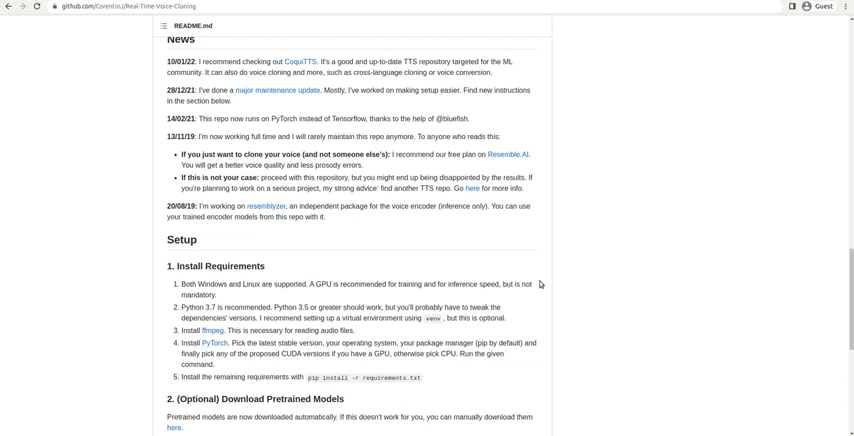 github.com/CorentinJ/Real-Time-Voice-Cloning
Guest
README.md
News
10/01/22: I recommend checking out CoquiTTS. It's a good and up-to-date TTS repository targeted for the ML
community. It can also do voice cloning and more, such as cross-language cloning or voice conversion.
28/12/21: I've done a major maintenance update. Mostly, I've worked on making setup easier. Find new instructions
in the section below.
14/02/21: This repo now runs on PyTorch instead of Tensorflow, thanks to the help of @bluefish.
13/11/19: I'm now working full time and I will rarely maintain this repo anymore. To anyone who reads this:
• If you just want to clone your voice (and not someone else's): I recommend our free plan on Resemble.AI.
You will get a better voice quality and less prosody errors.
• If this is not your case: proceed with this repository, but you might end up being disappointed by the results. If
you're planning to work on a serious project, my strong advice: find another TTS repo. Go here for more info.
20/08/19: I'm working on resemblyzer, an independent package for the voice encoder (inference only). You can use
your trained encoder models from this repo with it.
Setup
1. Install Requirements
1. Both Windows and Linux are supported. A GPU is recommended for training and for inference speed, but is not
mandatory.
2. Python 3.7 is recommended. Python 3.5 or greater should work, but you'll probably have to tweak the
dependencies' versions. I recommend setting up a virtual environment using venv, but this is optional.
3. Install ffmpeg. This is necessary for reading audio files.
4. Install PyTorch. Pick the latest stable version, your operating system, your package manager (pip by default) and
finally pick any of the proposed CUDA versions if you have a GPU, otherwise pick CPU. Run the given
command.
5. Install the remaining requirements with pip install -r requirements.txt
2. (Optional) Download Pretrained Models
Pretrained models are now downloaded automatically. If this doesn't work for you, you can manually download them
here.